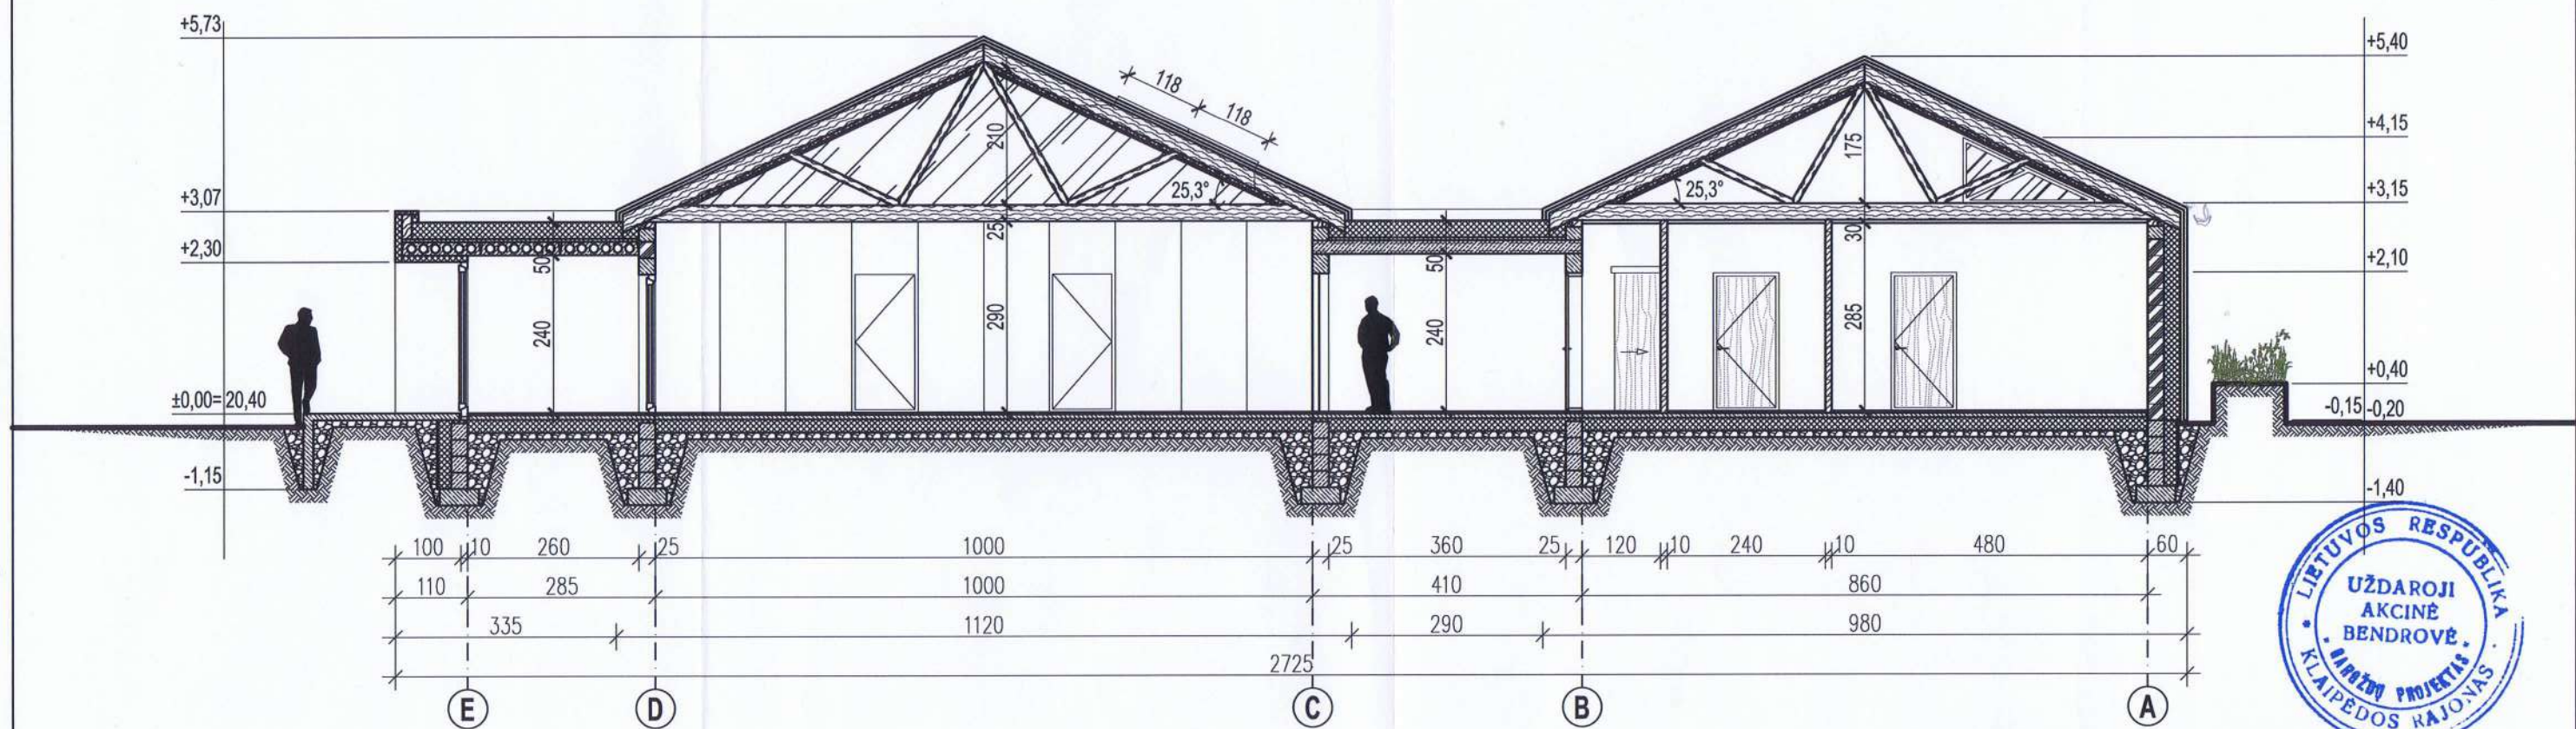 +5,73
+5,40
118
118
210
175
+4,15
25,3°
25,3°
+3,07
+3,15
+2,30
25
30
+2,10
50
50
240
290
240
285
+0,40
±0,00= 20,40
-0,15 -0,20
-1,15
-1,40
100 10 260 25 1000 25 360 25 120 10 240 10 480 60
110 285 1000 410 860
335 1120 290 980
2725
E D C B A
* LIETUVOS RESPUBLIKA
UŽDAROJI
AKCINĖ
BENDROVĖ
"GARGŽDŲ PROJEKTAS"
KLAIPĖDOS RAJONAS